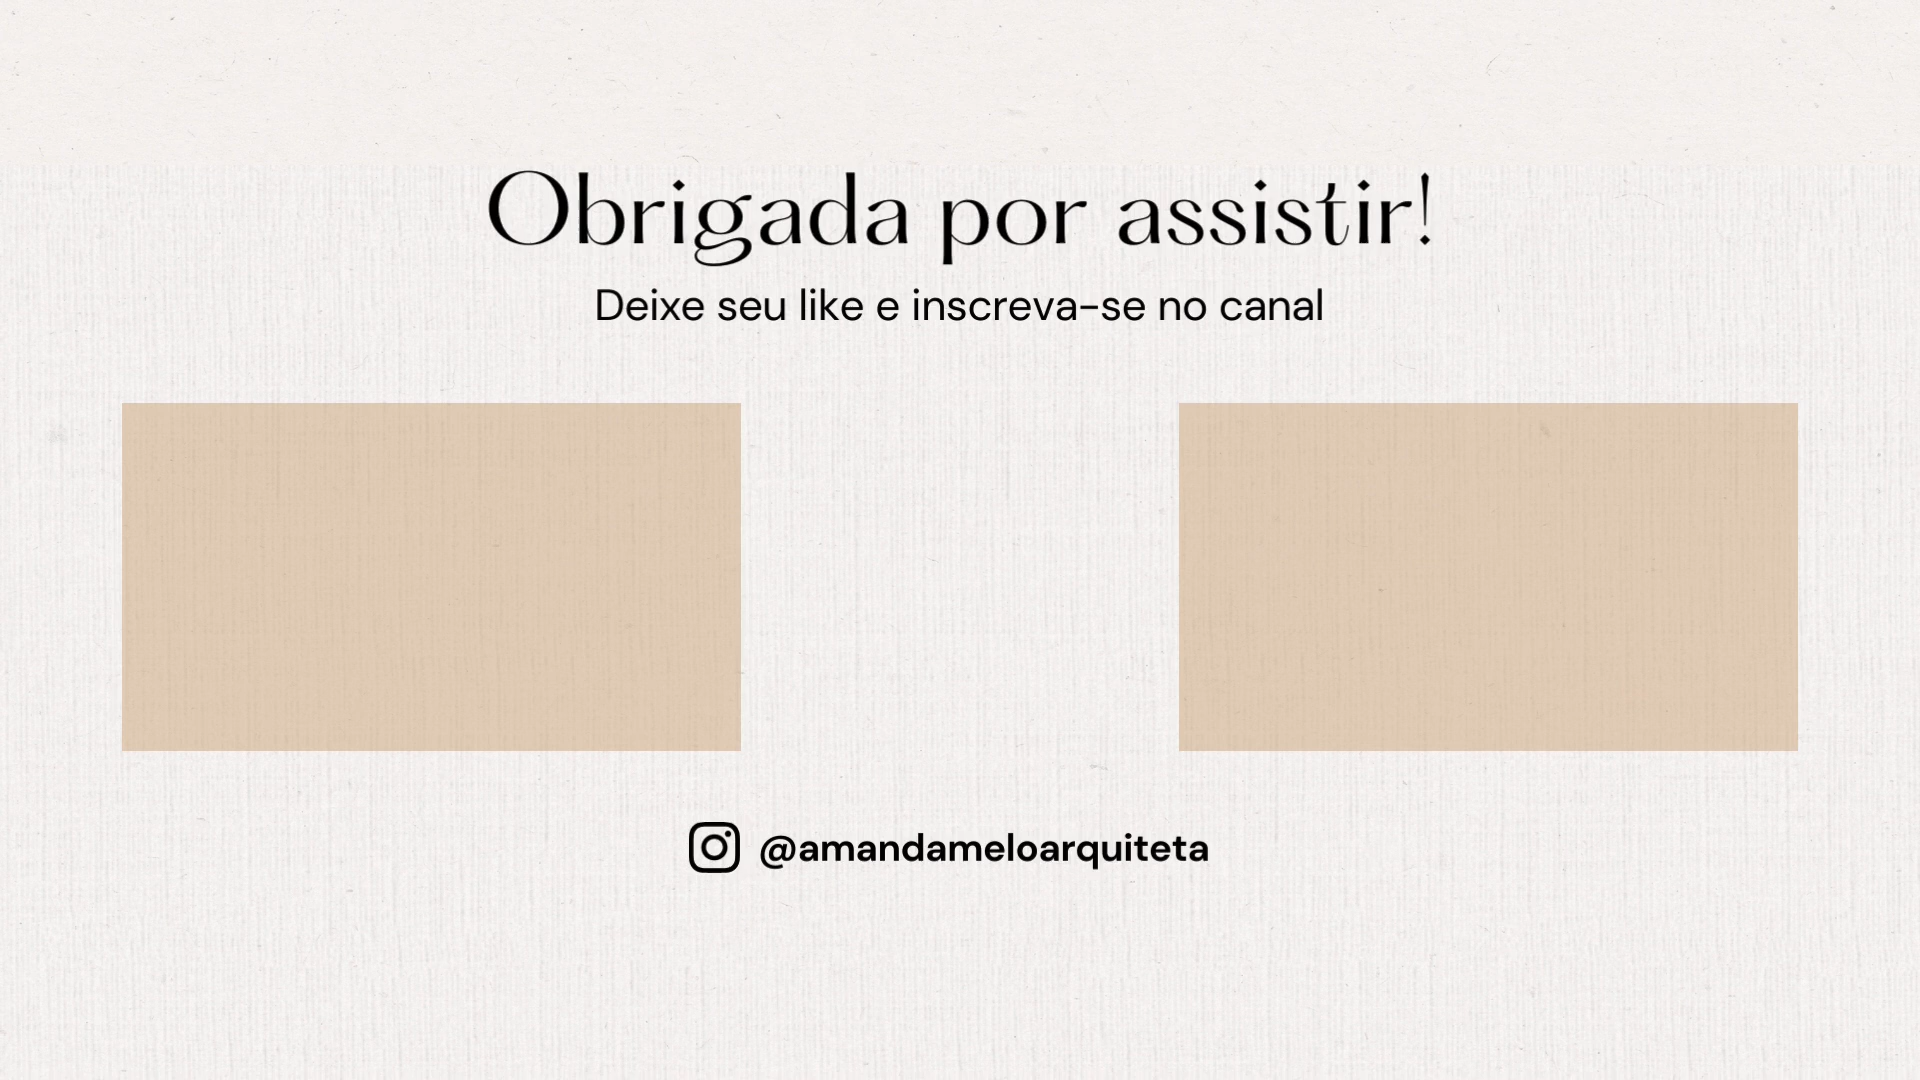 Obrigada por assistir!
Deixe seu like e inscreva-se no canal
@amandameloarquiteta